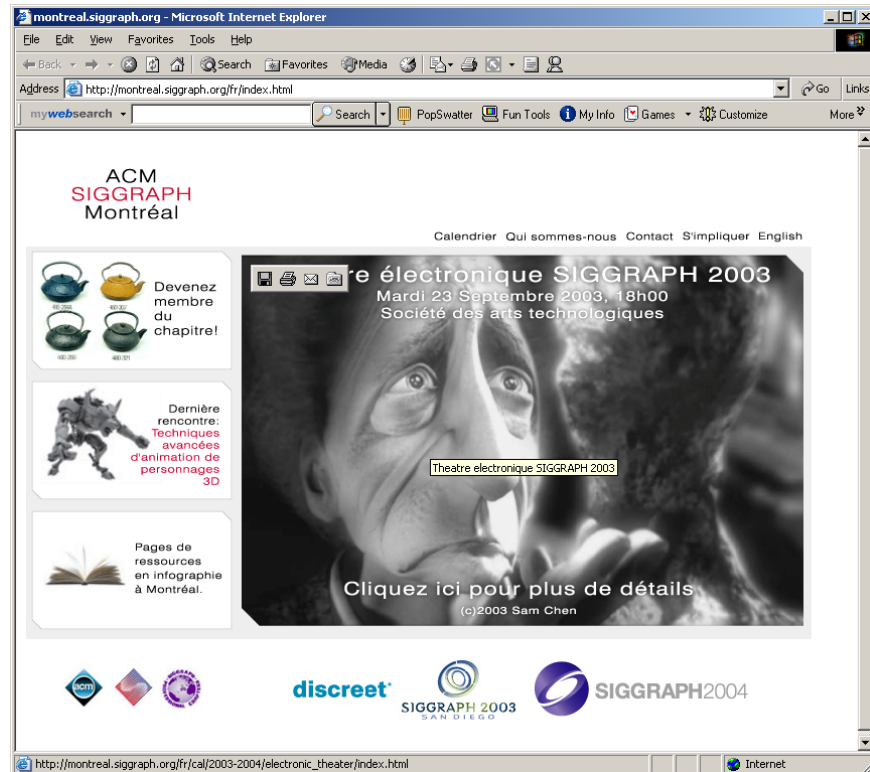 montreal.siggraph.org - Microsoft Internet Explorer
File Edit View Favorites Tools Help
Back Search Favorites Media
Address http://montreal.siggraph.org/fr/index.html Go Links
mywebsearch Search PopSwatter Fun Tools My Info Games Customize More
ACM
SIGGRAPH
Montréal
Calendrier Qui sommes-nous Contact S'impliquer English
Devenez
membre
du
chapitre!
480-307
480-321
Dernière
rencontre:
Techniques
avancées
d'animation de
personnages
3D
Pages de
ressources
en infographie
à Montréal.
re électronique SIGGRAPH 2003
Mardi 23 Septembre 2003, 18h00
Société des arts technologiques
Theatre electronique SIGGRAPH 2003
Cliquez ici pour plus de détails
(c)2003 Sam Chen
acm
discreet
SIGGRAPH 2003
SAN DIEGO
SIGGRAPH2004
http://montreal.siggraph.org/fr/cal/2003-2004/electronic_theater/index.html Internet